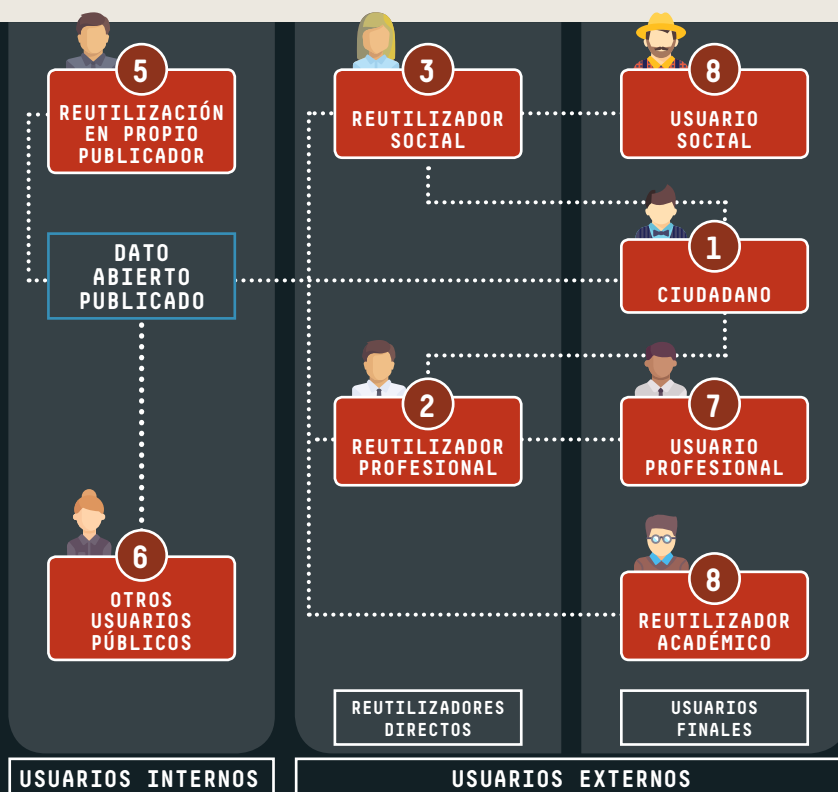 5
REUTILIZACIÓN
EN PROPIO
PUBLICADOR
3
REUTILIZADOR
SOCIAL
8
USUARIO
SOCIAL
DATO
ABIERTO
PUBLICADO
1
CIUDADANO
2
REUTILIZADOR
PROFESIONAL
7
USUARIO
PROFESIONAL
6
OTROS
USUARIOS
PÚBLICOS
8
REUTILIZADOR
ACADÉMICO
REUTILIZADORES
DIRECTOS
USUARIOS
FINALES
USUARIOS INTERNOS
USUARIOS EXTERNOS